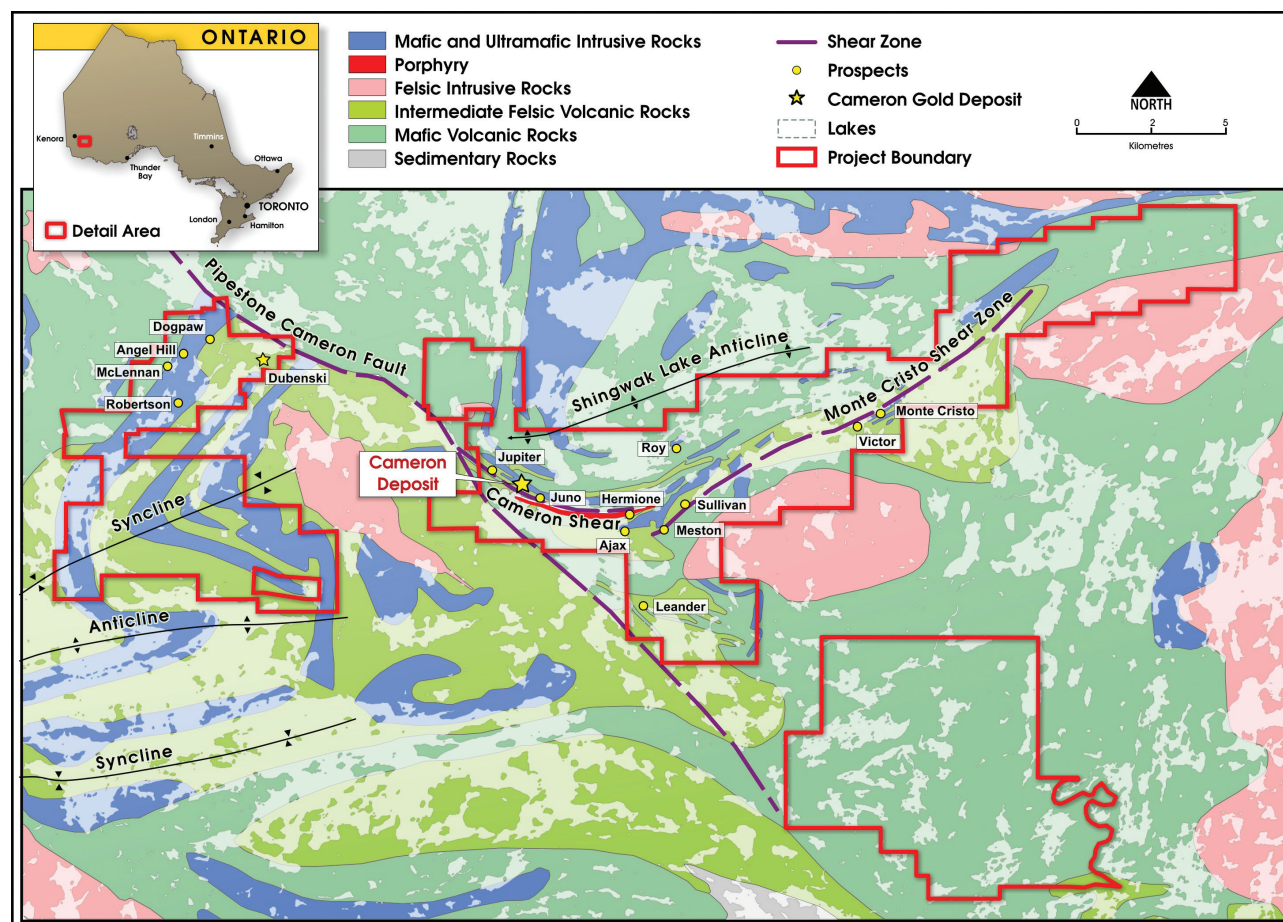 ONTARIO
Kenora
Timmins
Thunder
Bay
Ottawa
TORONTO
London
Hamilton
Detail Area
Mafic and Ultramafic Intrusive Rocks
Porphyry
Felsic Intrusive Rocks
Intermediate Felsic Volcanic Rocks
Mafic Volcanic Rocks
Sedimentary Rocks
Shear Zone
Prospects
Cameron Gold Deposit
Lakes
Project Boundary
NORTH
0 2 5
Kilometres
Pipestone Cameron Fault
Dogpaw
Angel Hill
McLennan
Robertson
Dubenski
Shingwak Lake Anticline
Monte Cristo Shear Zone
Monte Cristo
Victor
Roy
Jupiter
Cameron
Deposit
Juno
Hermione
Sullivan
Cameron Shear
Ajax
Meston
Leander
Syncline
Anticline
Syncline